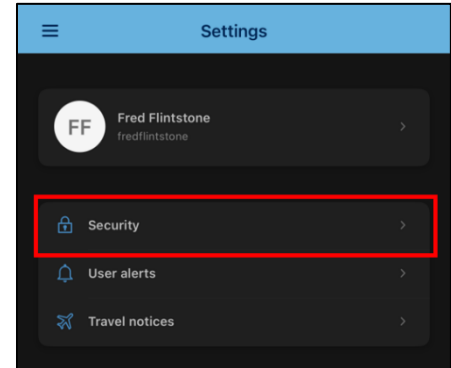 Settings
FF
Fred Flintstone
fredflintstone
Security
User alerts
Travel notices